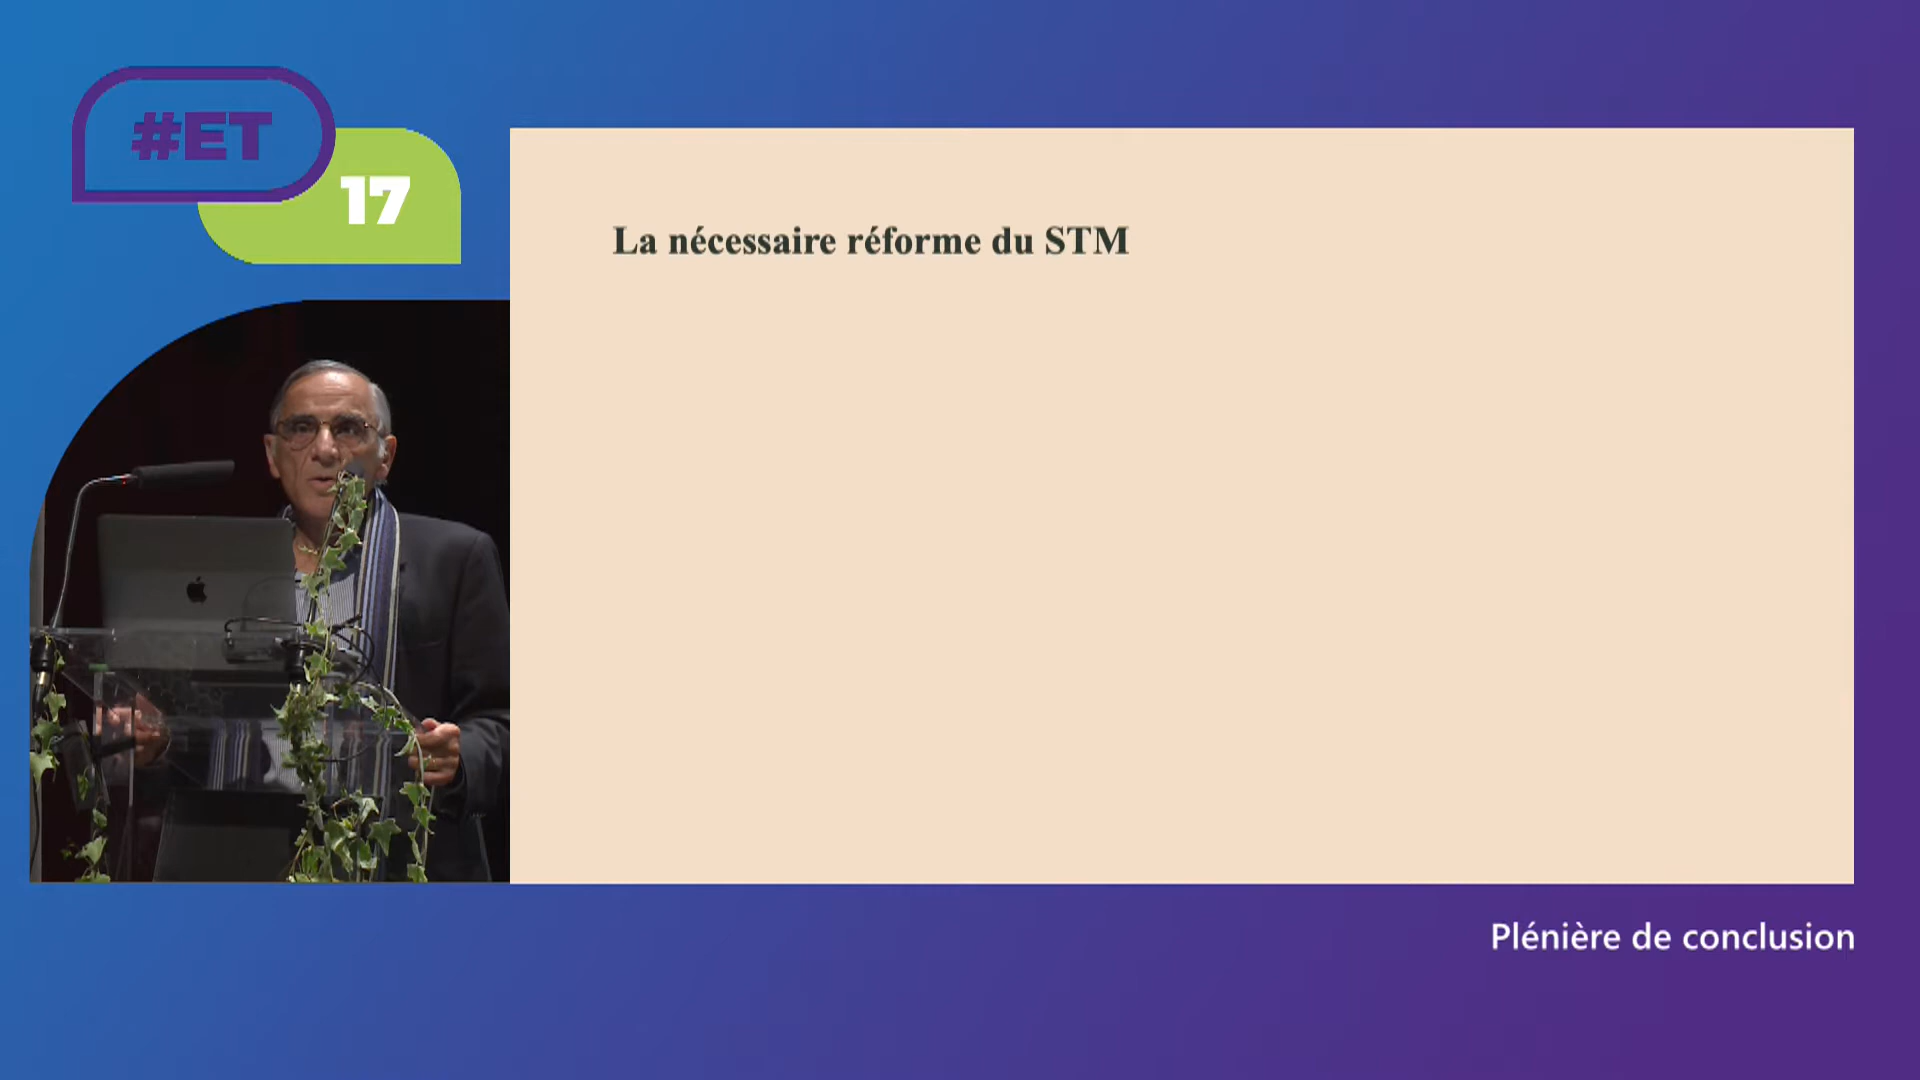 #ET
17
La nécessaire réforme du STM
Plénière de conclusion